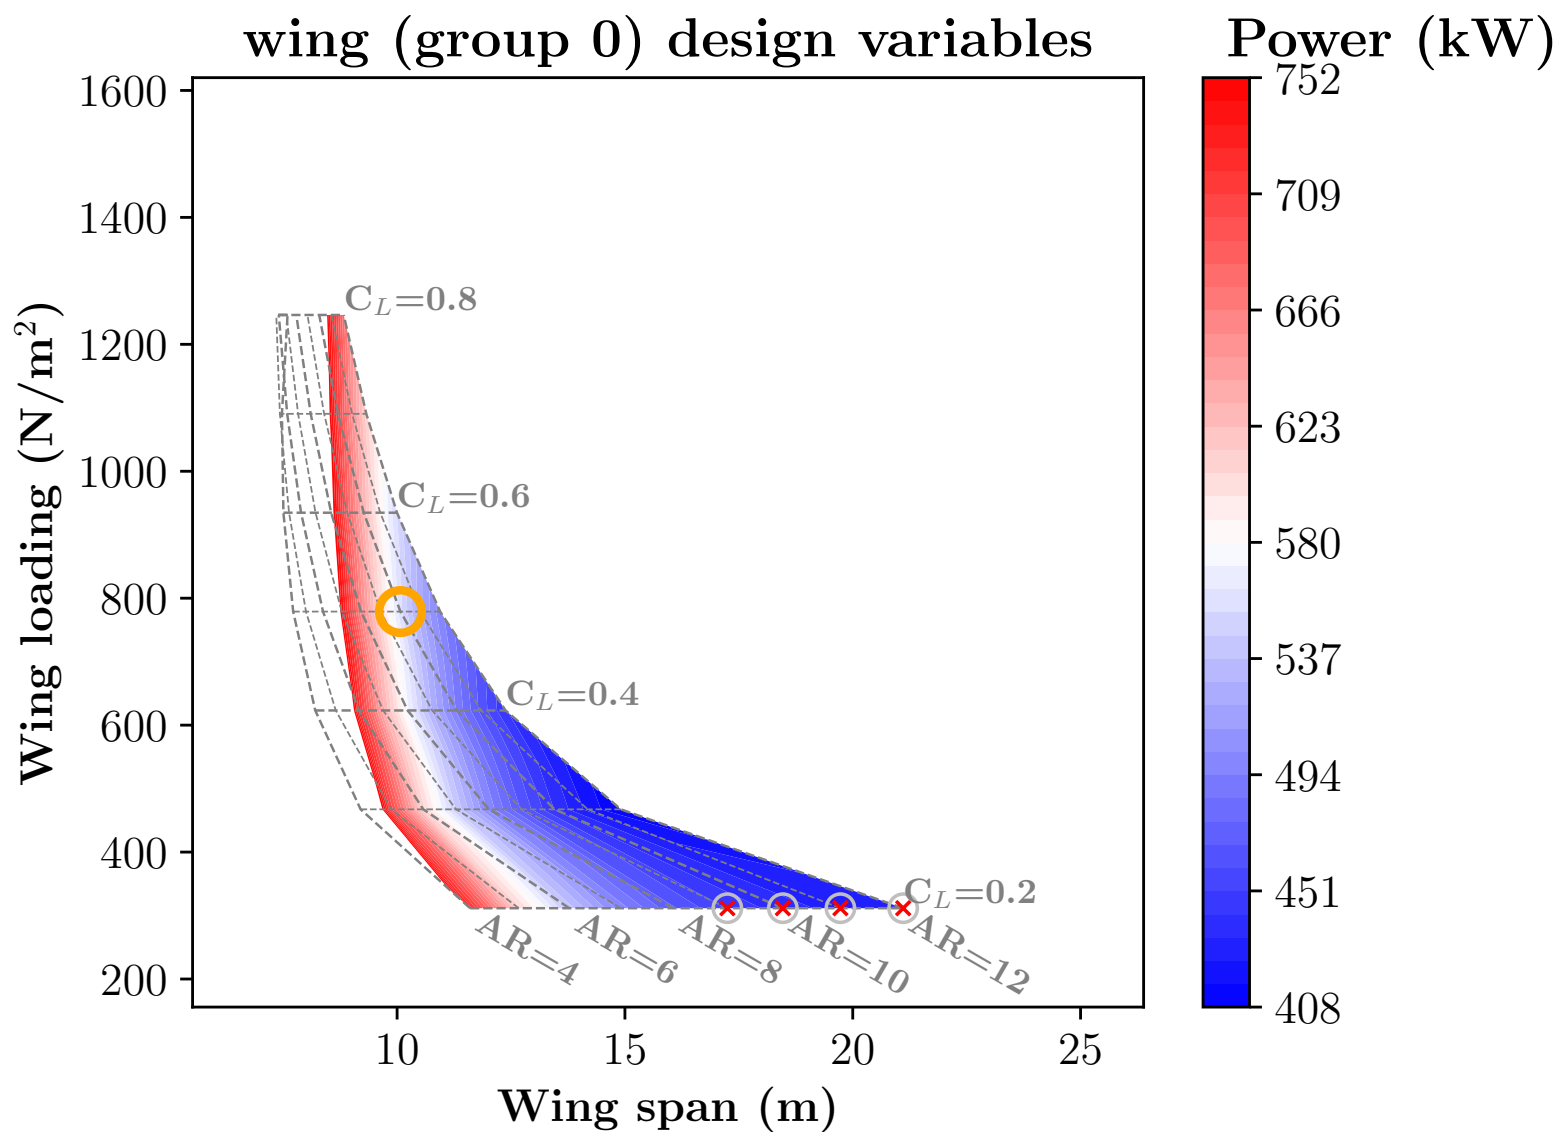 wing (group 0) design variables
Power (kW)
1600
1400
1200
1000
800
600
400
200
Wing loading (N/m²)
C_L=0.8
C_L=0.6
C_L=0.4
C_L=0.2
AR=4
AR=6
AR=8
AR=10
AR=12
10
15
20
25
Wing span (m)
752
709
666
623
580
537
494
451
408